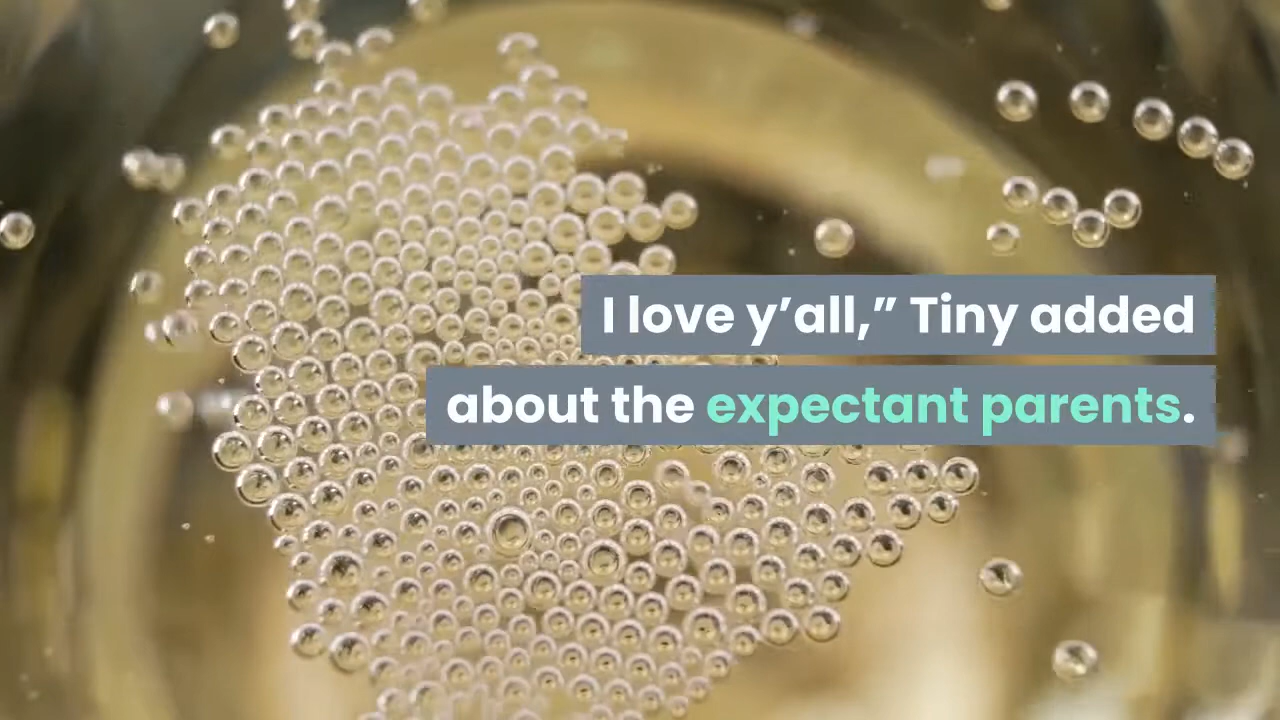 I love y’all,” Tiny added
about the expectant parents.